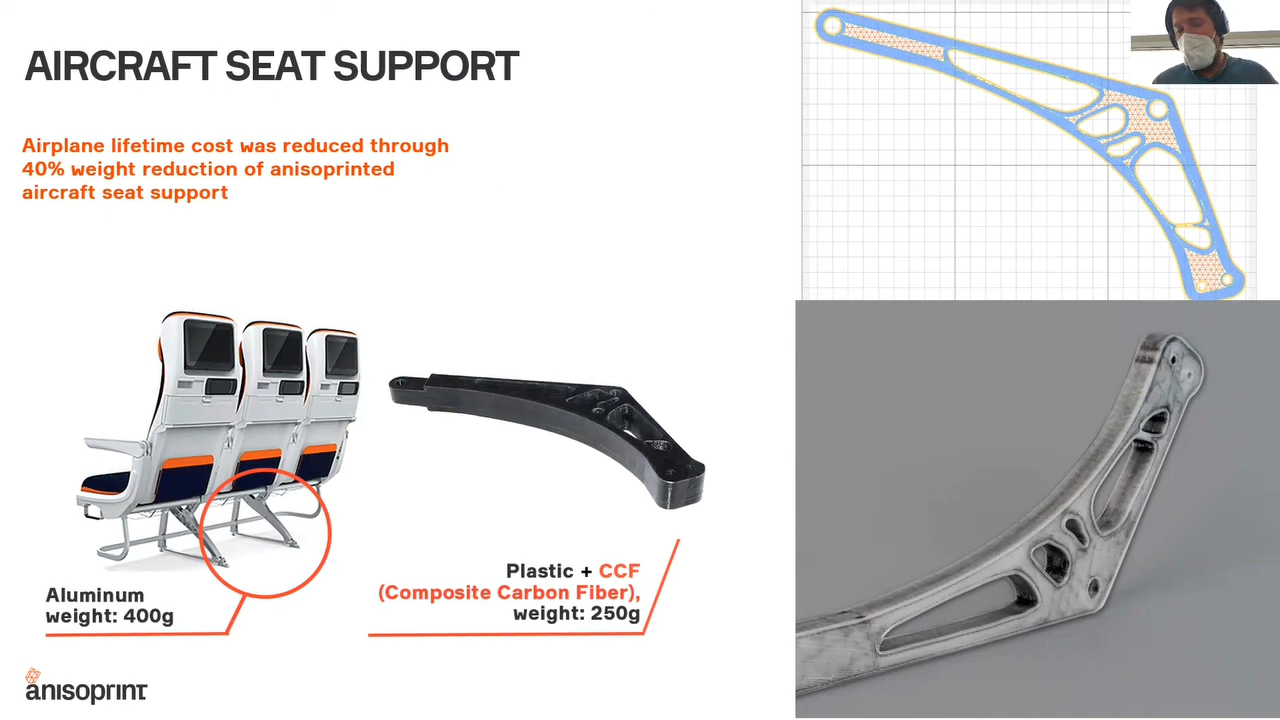 AIRCRAFT SEAT SUPPORT
Airplane lifetime cost was reduced through
40% weight reduction of anisoprinted
aircraft seat support
Aluminum
weight: 400g
Plastic + CCF
(Composite Carbon Fiber),
weight: 250g
anisoprint